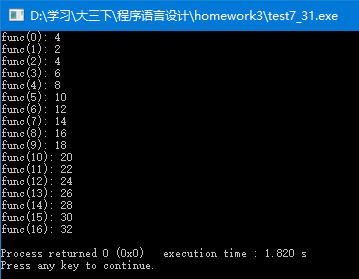 D:\学习\大三下\程序语言设计\homework3\test7_31.exe
func(0): 4
func(1): 2
func(2): 4
func(3): 6
func(4): 8
func(5): 10
func(6): 12
func(7): 14
func(8): 16
func(9): 18
func(10): 20
func(11): 22
func(12): 24
func(13): 26
func(14): 28
func(15): 30
func(16): 32
Process returned 0 (0x0)   execution time : 1.820 s
Press any key to continue.